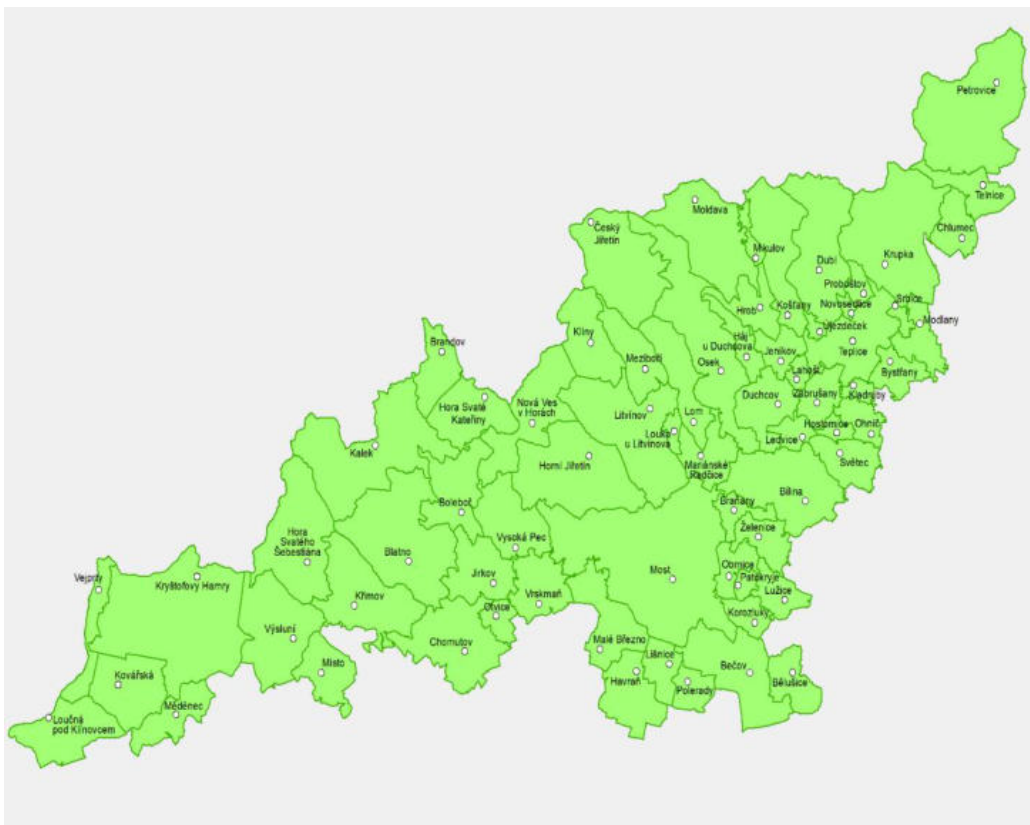 Petrovice
Telnice
Chlumec
Moldava
Český
Jiřetín
Mikulov
Krupka
Dubí
Proboštov
Srbice
Novosedlice
Hrob
Košťany
Modlany
Újezdeček
Klíny
Háj
u Duchcova
Teplice
Brandov
Meziboří
Osek
Jeníkov
Bystřany
Lahošť
Kladruby
Hora Svaté
Kateřiny
Nová Ves
v Horách
Litvínov
Lom
Duchcov
Zabrušany
Louka
u Litvínova
Hostomice
Ohníč
Ledvice
Kalek
Horní Jiřetín
Mariánské
Radčice
Světec
Bílina
Boleboř
Braňany
Hora
Svatého
Šebestiána
Vysoká Pec
Želenice
Blatno
Vejprty
Kryštofovy Hamry
Jirkov
Most
Obrnice
Patokryje
Lužice
Křimov
Vrskmaň
Otvice
Korozluky
Výsluní
Chomutov
Malé Březno
Místo
Lišnice
Bečov
Kovářská
Havraň
Polerady
Bělušice
Měděnec
Loučná
pod Klínovcem